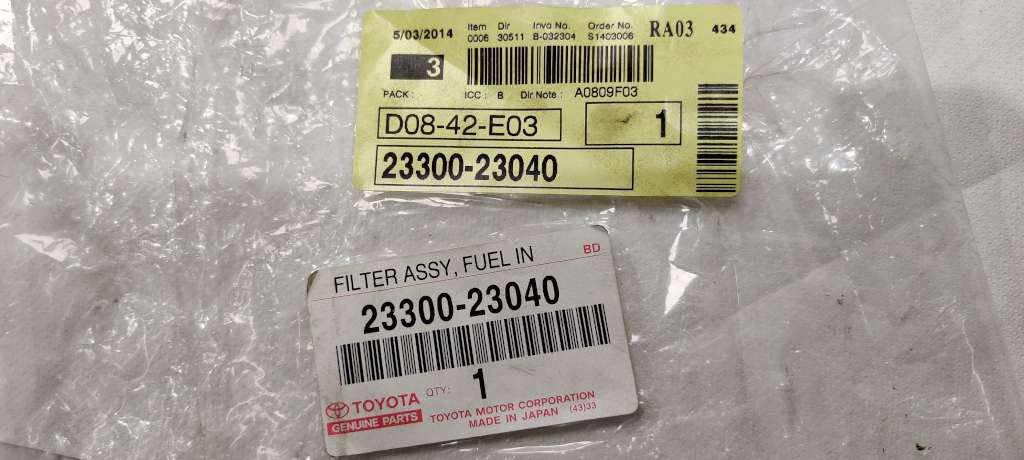 5/03/2014
Item Dlr Invo No. Order No. RA03 434
0006 30511 B-032304 S1403006
3
PACK : ICC : B Dlr Note : A0809F03
D08-42-E03 1
23300-23040
FILTER ASSY, FUEL IN BD
23300-23040
QTY: 1
TOYOTA
GENUINE PARTS
TOYOTA MOTOR CORPORATION
MADE IN JAPAN (43)33